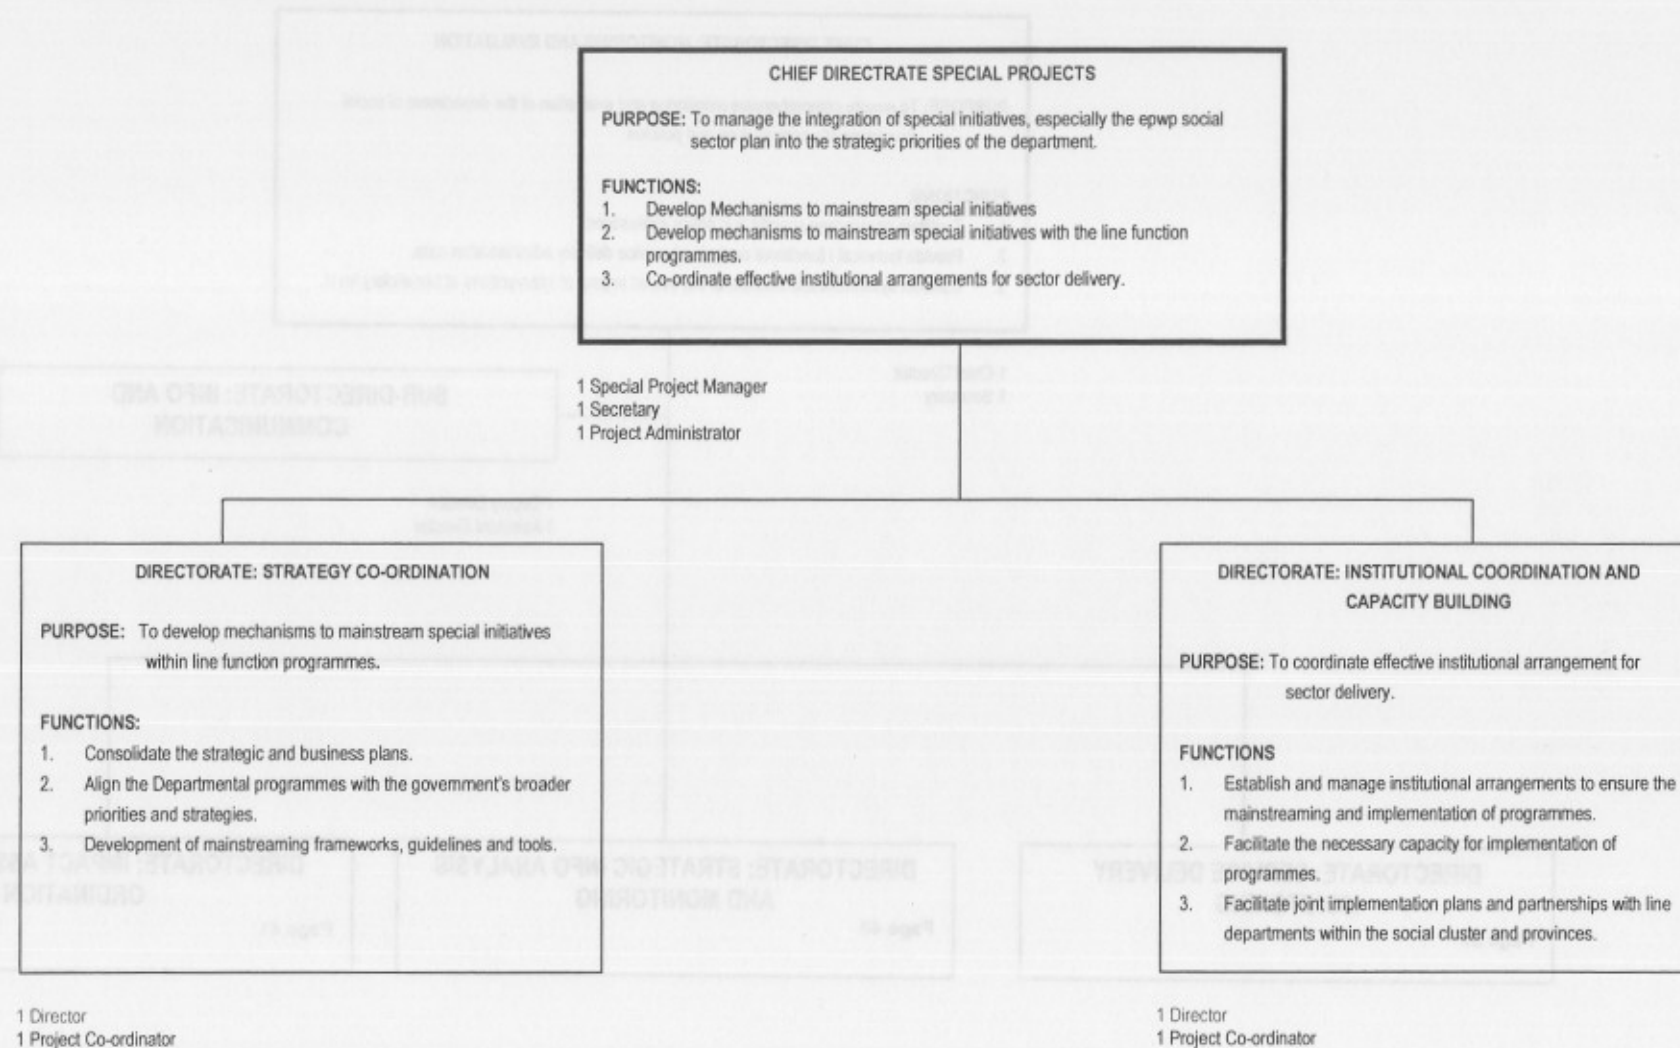 CHIEF DIRECTRATE SPECIAL PROJECTS
PURPOSE: To manage the integration of special initiatives, especially the epwp social
sector plan into the strategic priorities of the department.
FUNCTIONS:
1. Develop Mechanisms to mainstream special initiatives
2. Develop mechanisms to mainstream special initiatives with the line function
programmes.
3. Co-ordinate effective institutional arrangements for sector delivery.
1 Special Project Manager
1 Secretary
1 Project Administrator
DIRECTORATE: STRATEGY CO-ORDINATION
PURPOSE: To develop mechanisms to mainstream special initiatives
within line function programmes.
FUNCTIONS:
1. Consolidate the strategic and business plans.
2. Align the Departmental programmes with the government's broader
priorities and strategies.
3. Development of mainstreaming frameworks, guidelines and tools.
1 Director
1 Project Co-ordinator
DIRECTORATE: INSTITUTIONAL COORDINATION AND
CAPACITY BUILDING
PURPOSE: To coordinate effective institutional arrangement for
sector delivery.
FUNCTIONS
1. Establish and manage institutional arrangements to ensure the
mainstreaming and implementation of programmes.
2. Facilitate the necessary capacity for implementation of
programmes.
3. Facilitate joint implementation plans and partnerships with line
departments within the social cluster and provinces.
1 Director
1 Project Co-ordinator